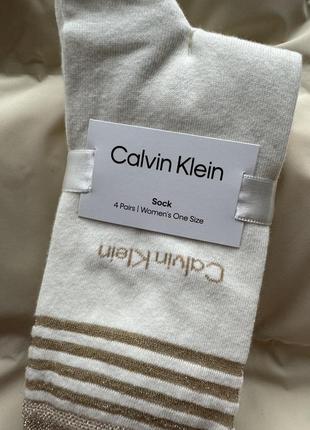 Calvin Klein
Sock
4 Pairs | Women's One Size
Calvin Klein